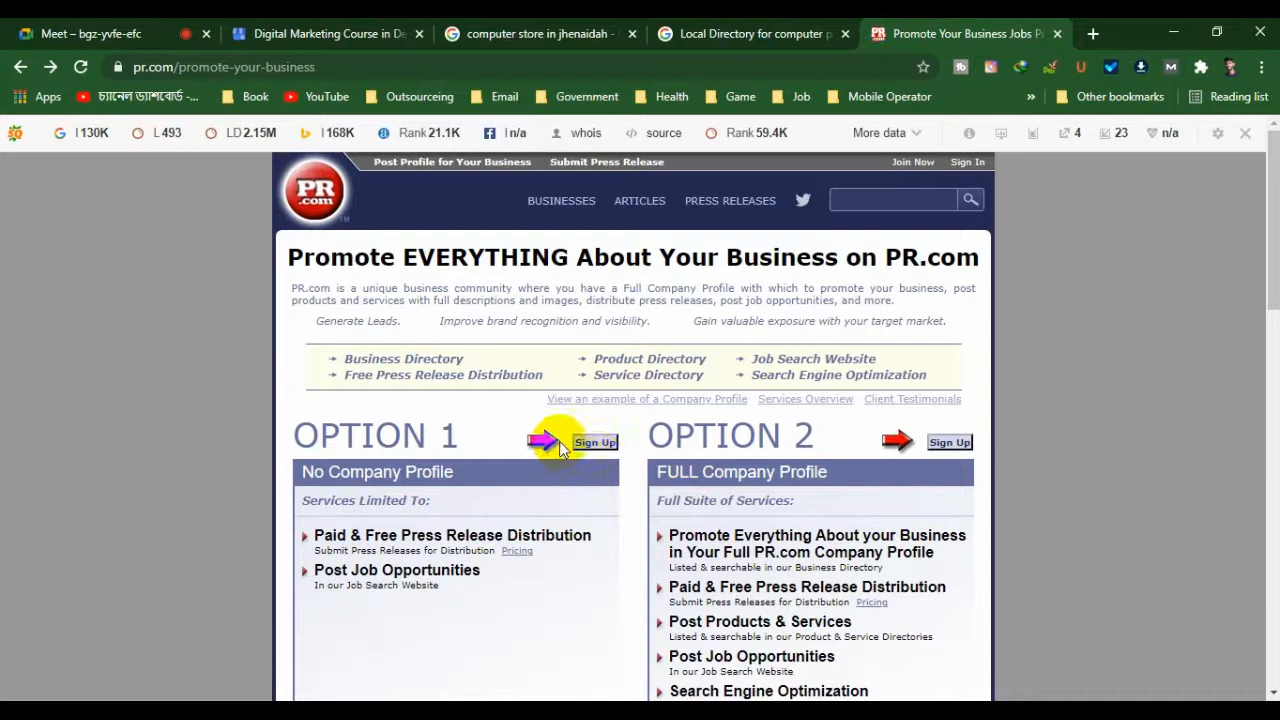 Meet – bgz-yvfe-efc
Digital Marketing Course in De
computer store in jhenaidah -
Local Directory for computer p
Promote Your Business Jobs P
pr.com/promote-your-business
Apps
চ্যানেল ড্যাশবোর্ড -...
Book
YouTube
Outsourceing
Email
Government
Health
Game
Job
Mobile Operator
»
Other bookmarks
Reading list
I 130K
L 493
LD 2.15M
I 168K
Rank 21.1K
I n/a
whois
source
Rank 59.4K
More data
4
23
n/a
Post Profile for Your Business
Submit Press Release
Join Now
Sign In
PR
.com
TM
BUSINESSES
ARTICLES
PRESS RELEASES
Promote EVERYTHING About Your Business on PR.com
PR.com is a unique business community where you have a Full Company Profile with which to promote your business, post
products and services with full descriptions and images, distribute press releases, post job opportunities, and more.
Generate Leads. Improve brand recognition and visibility. Gain valuable exposure with your target market.
Business Directory
Product Directory
Job Search Website
Free Press Release Distribution
Service Directory
Search Engine Optimization
View an example of a Company Profile
Services Overview
Client Testimonials
OPTION 1
Sign Up
No Company Profile
Services Limited To:
Paid & Free Press Release Distribution
Submit Press Releases for Distribution Pricing
Post Job Opportunities
In our Job Search Website
OPTION 2
Sign Up
FULL Company Profile
Full Suite of Services:
Promote Everything About your Business
in Your Full PR.com Company Profile
Listed & searchable in our Business Directory
Paid & Free Press Release Distribution
Submit Press Releases for Distribution Pricing
Post Products & Services
Listed & searchable in our Product & Service Directories
Post Job Opportunities
In our Job Search Website
Search Engine Optimization